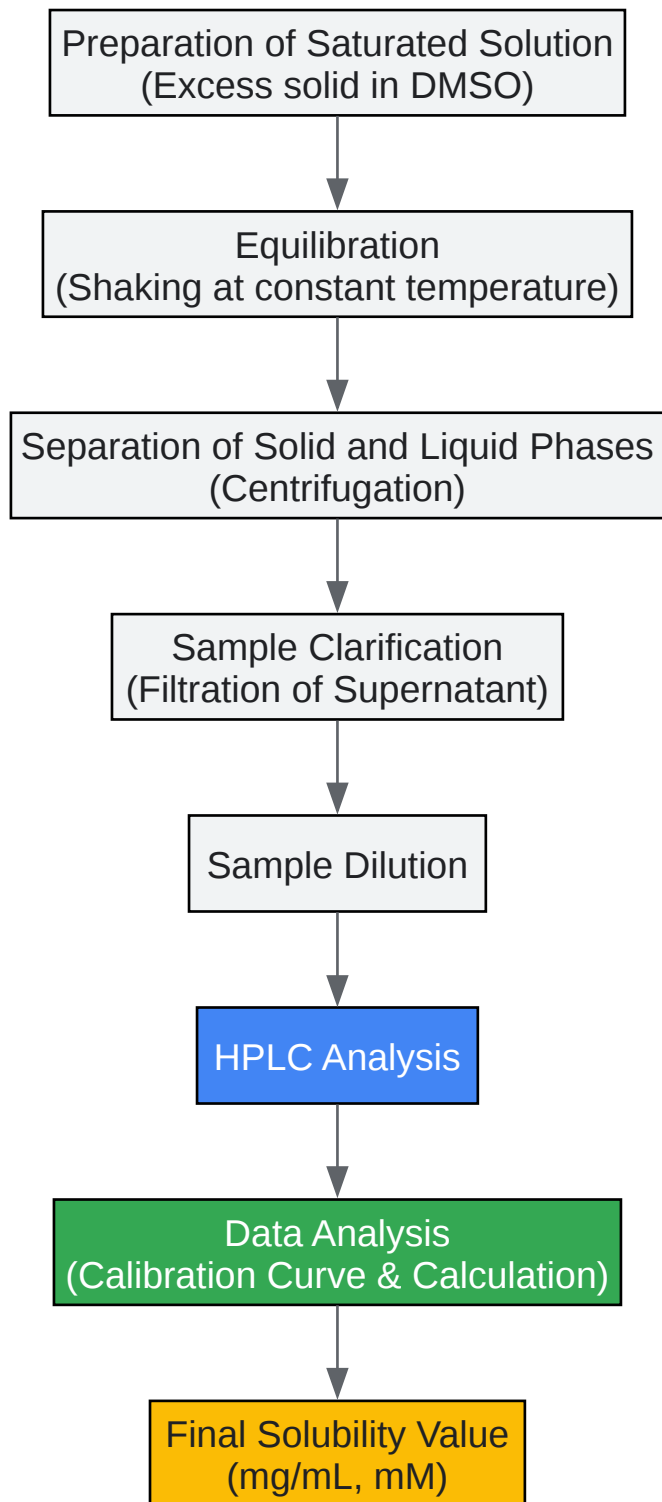 Preparation of Saturated Solution
(Excess solid in DMSO)
Equilibration
(Shaking at constant temperature)
Separation of Solid and Liquid Phases
(Centrifugation)
Sample Clarification
(Filtration of Supernatant)
Sample Dilution
HPLC Analysis
Data Analysis
(Calibration Curve & Calculation)
Final Solubility Value
(mg/mL, mM)